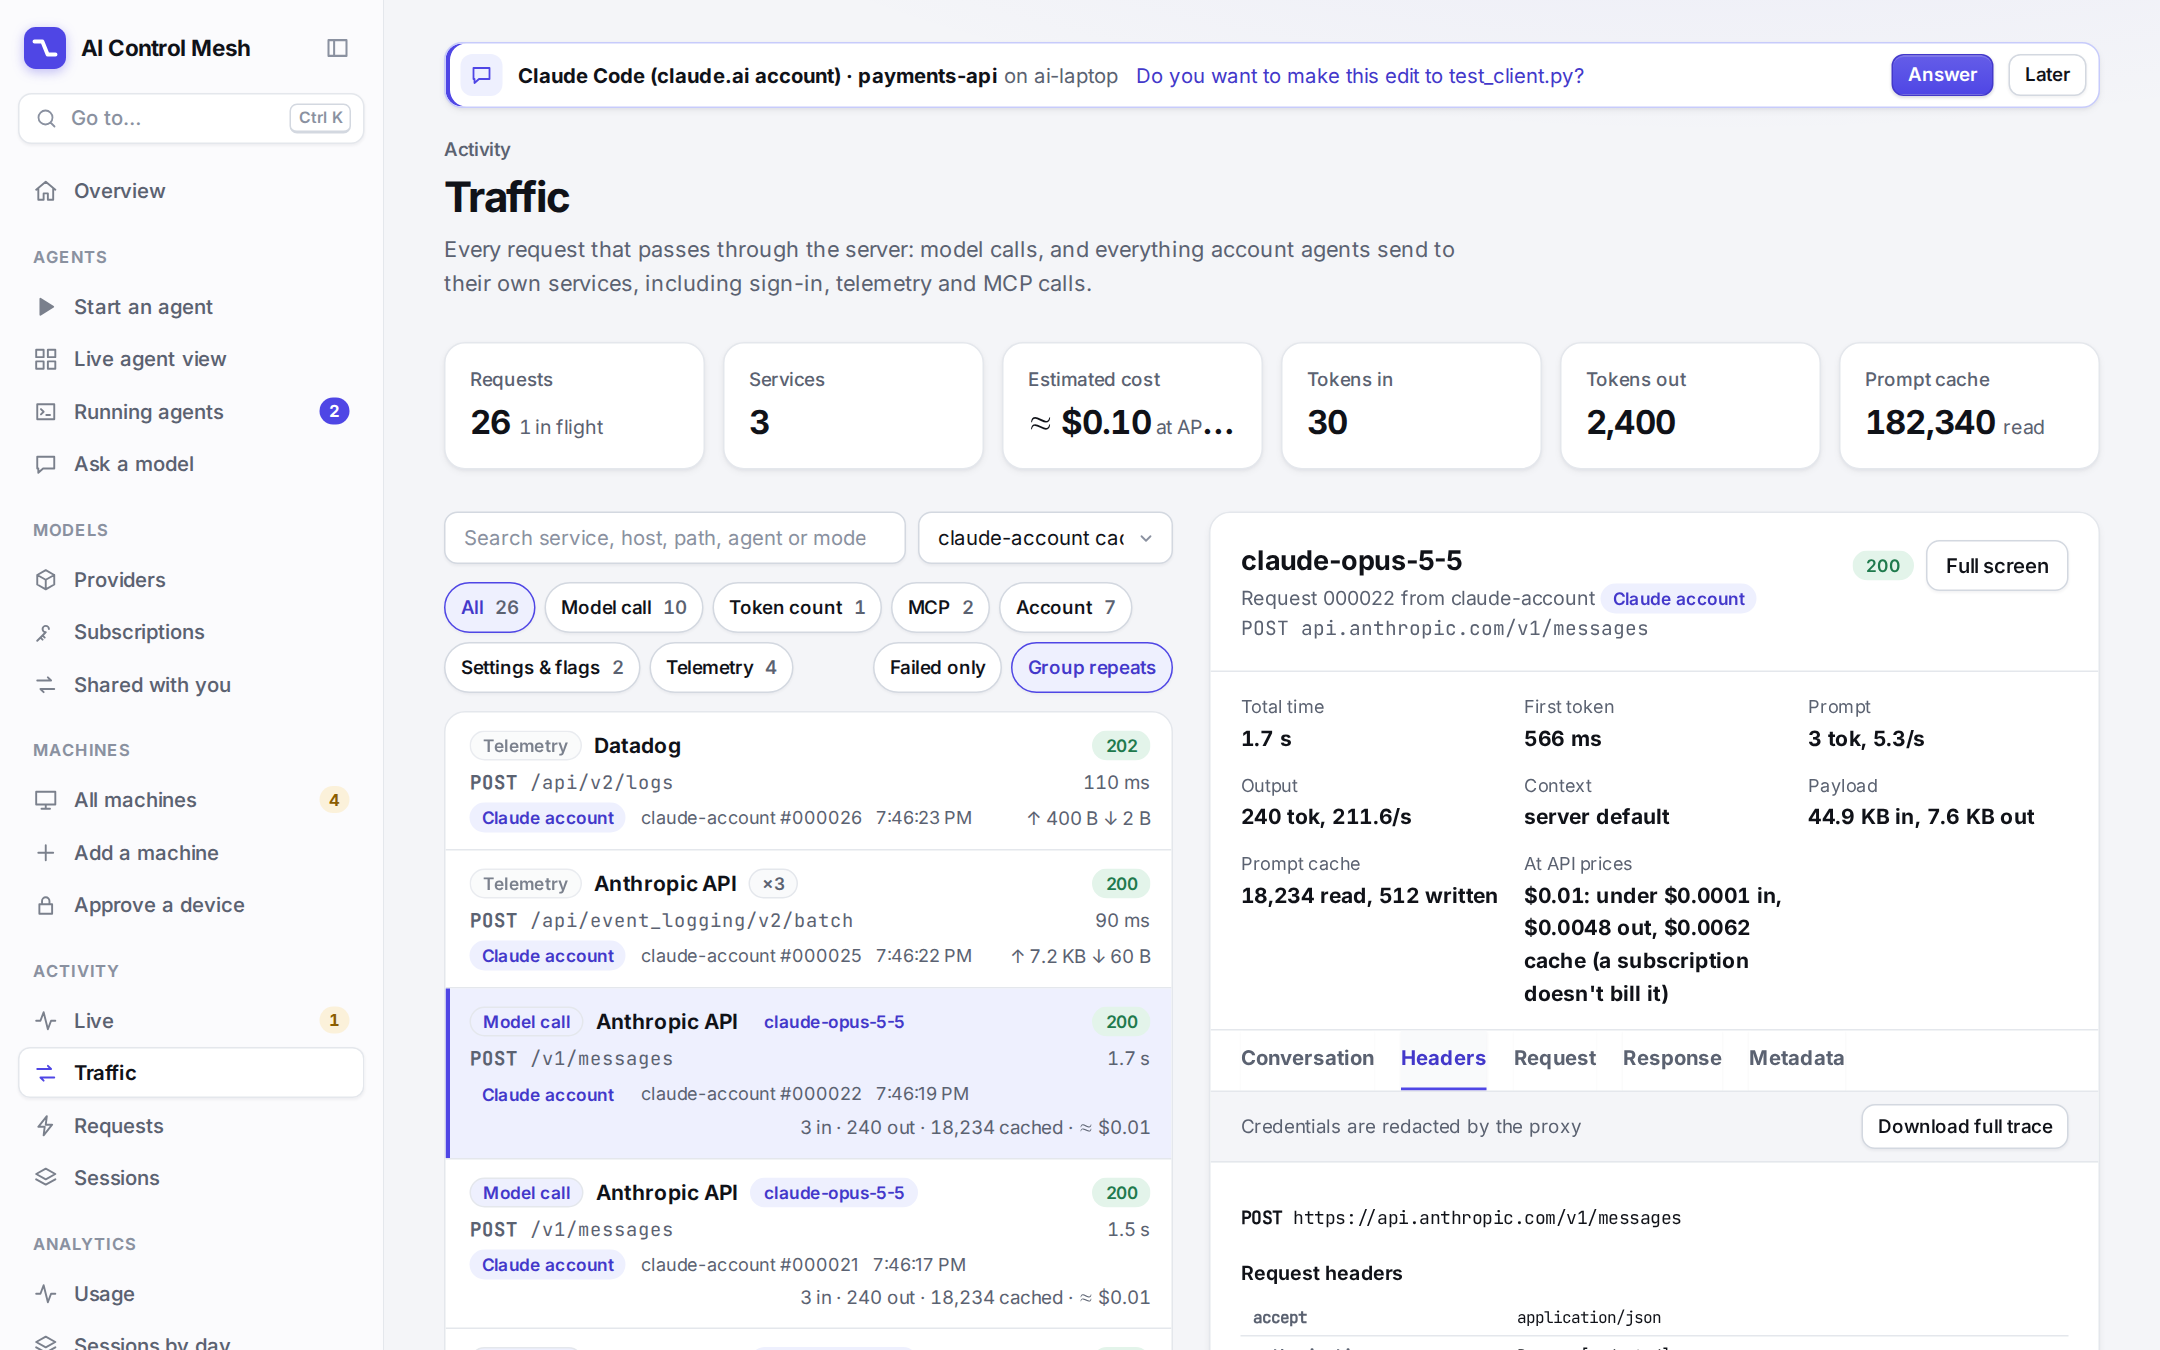 AI Control Mesh
Go to...
Ctrl K
Overview
AGENTS
Start an agent
Live agent view
Running agents 2
Ask a model
MODELS
Providers
Subscriptions
Shared with you
MACHINES
All machines 4
Add a machine
Approve a device
ACTIVITY
Live 1
Traffic
Requests
Sessions
ANALYTICS
Usage
Sessions by day
Claude Code (claude.ai account) · payments-api on ai-laptop Do you want to make this edit to test_client.py?
Answer
Later
Activity
Traffic
Every request that passes through the server: model calls, and everything account agents send to
their own services, including sign-in, telemetry and MCP calls.
Requests
26 1 in flight
Services
3
Estimated cost
≈ $0.10 at AP...
Tokens in
30
Tokens out
2,400
Prompt cache
182,340 read
Search service, host, path, agent or mode
claude-account cac
All 26
Model call 10
Token count 1
MCP 2
Account 7
Settings & flags 2
Telemetry 4
Failed only
Group repeats
Telemetry Datadog 202
POST /api/v2/logs 110 ms
Claude account claude-account #000026 7:46:23 PM ↑ 400 B ↓ 2 B
Telemetry Anthropic API ×3 200
POST /api/event_logging/v2/batch 90 ms
Claude account claude-account #000025 7:46:22 PM ↑ 7.2 KB ↓ 60 B
Model call Anthropic API claude-opus-5-5 200
POST /v1/messages 1.7 s
Claude account claude-account #000022 7:46:19 PM
3 in · 240 out · 18,234 cached · ≈ $0.01
Model call Anthropic API claude-opus-5-5 200
POST /v1/messages 1.5 s
Claude account claude-account #000021 7:46:17 PM
3 in · 240 out · 18,234 cached · ≈ $0.01
claude-opus-5-5
200
Full screen
Request 000022 from claude-account Claude account
POST api.anthropic.com/v1/messages
Total time
1.7 s
First token
566 ms
Prompt
3 tok, 5.3/s
Output
240 tok, 211.6/s
Context
server default
Payload
44.9 KB in, 7.6 KB out
Prompt cache
18,234 read, 512 written
At API prices
$0.01: under $0.0001 in,
$0.0048 out, $0.0062
cache (a subscription
doesn't bill it)
Conversation Headers Request Response Metadata
Credentials are redacted by the proxy
Download full trace
POST https://api.anthropic.com/v1/messages
Request headers
accept application/json